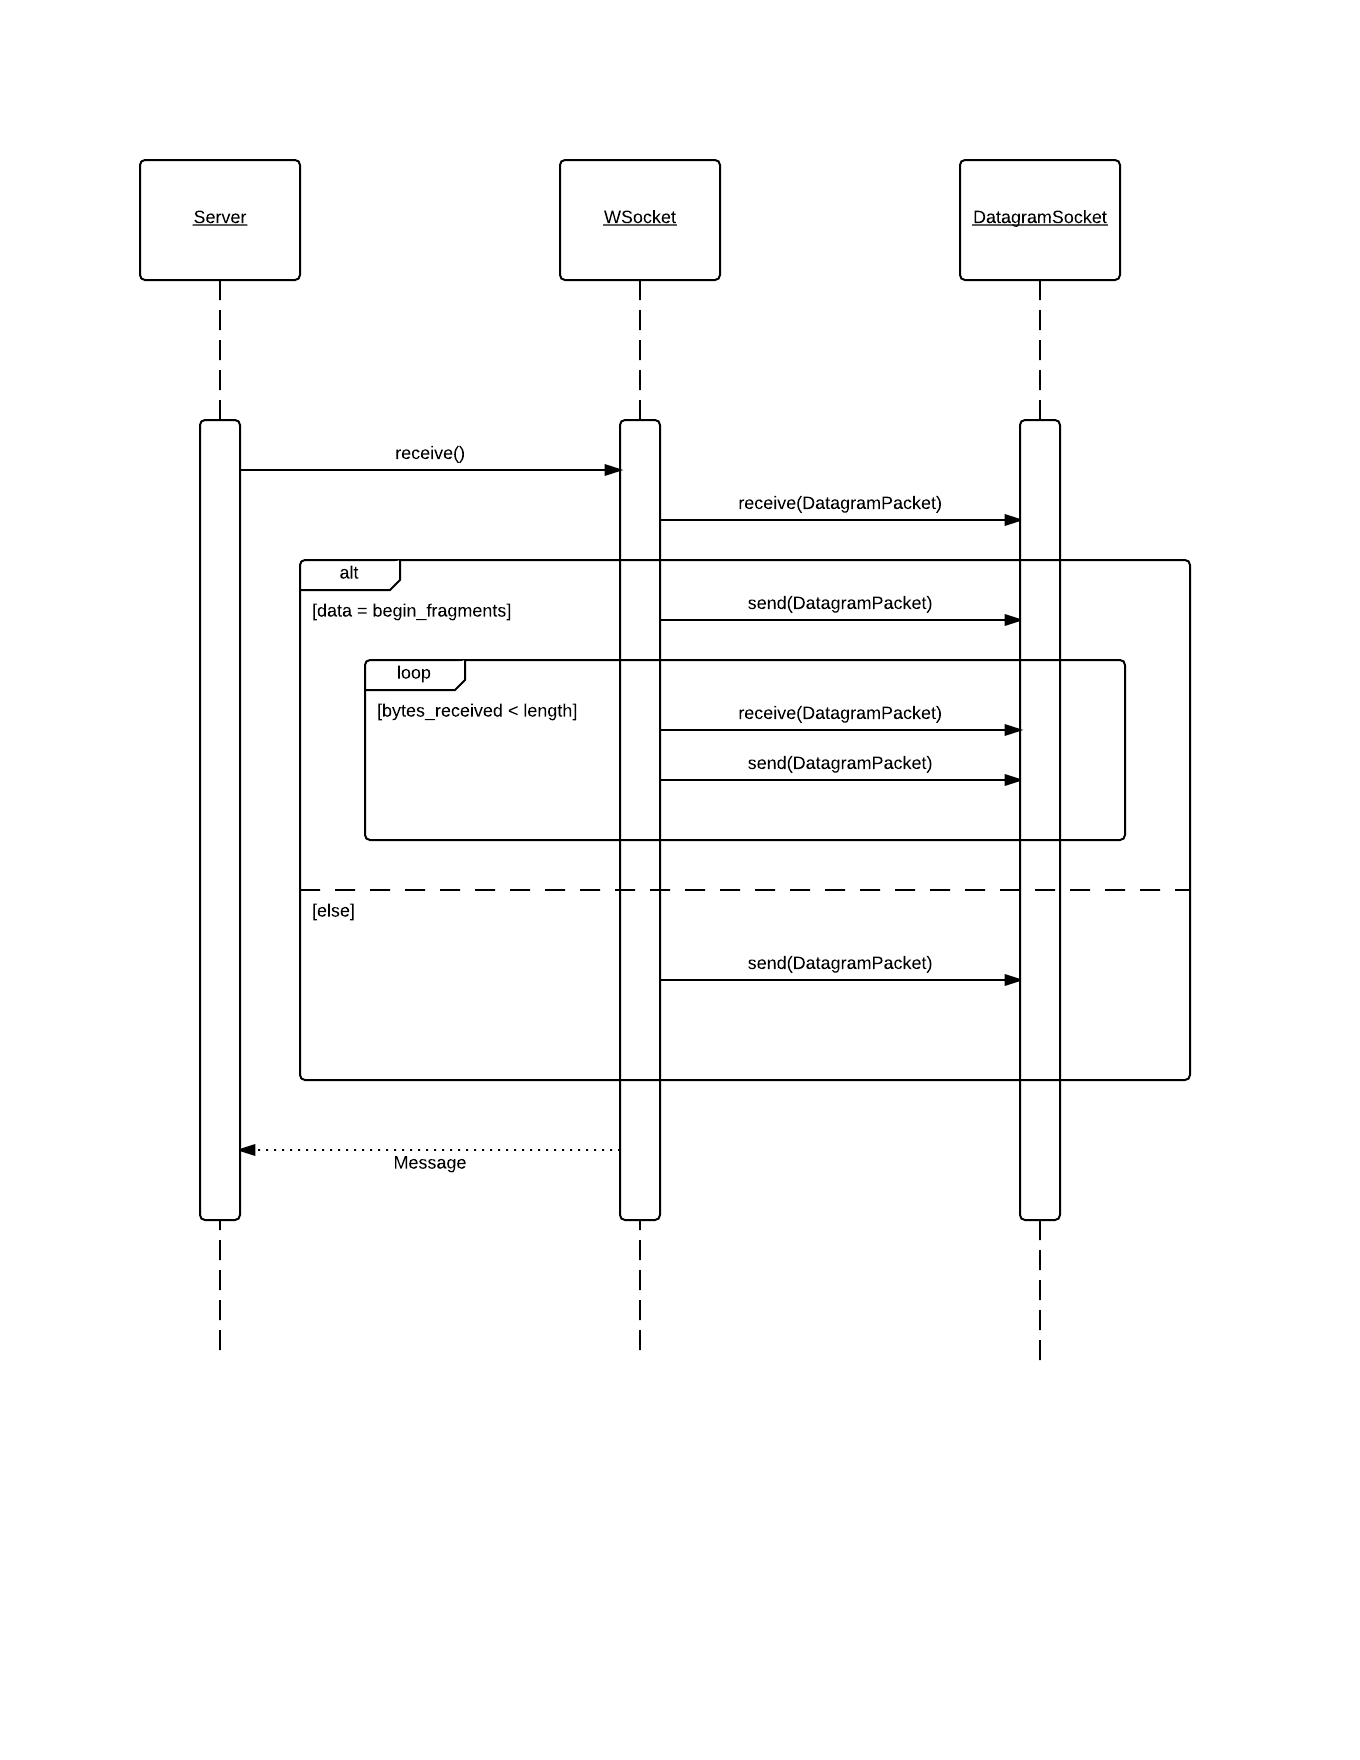 Server
WSocket
DatagramSocket
receive()
receive(DatagramPacket)
alt
[data = begin_fragments]
send(DatagramPacket)
loop
[bytes_received < length]
receive(DatagramPacket)
send(DatagramPacket)
[else]
send(DatagramPacket)
Message